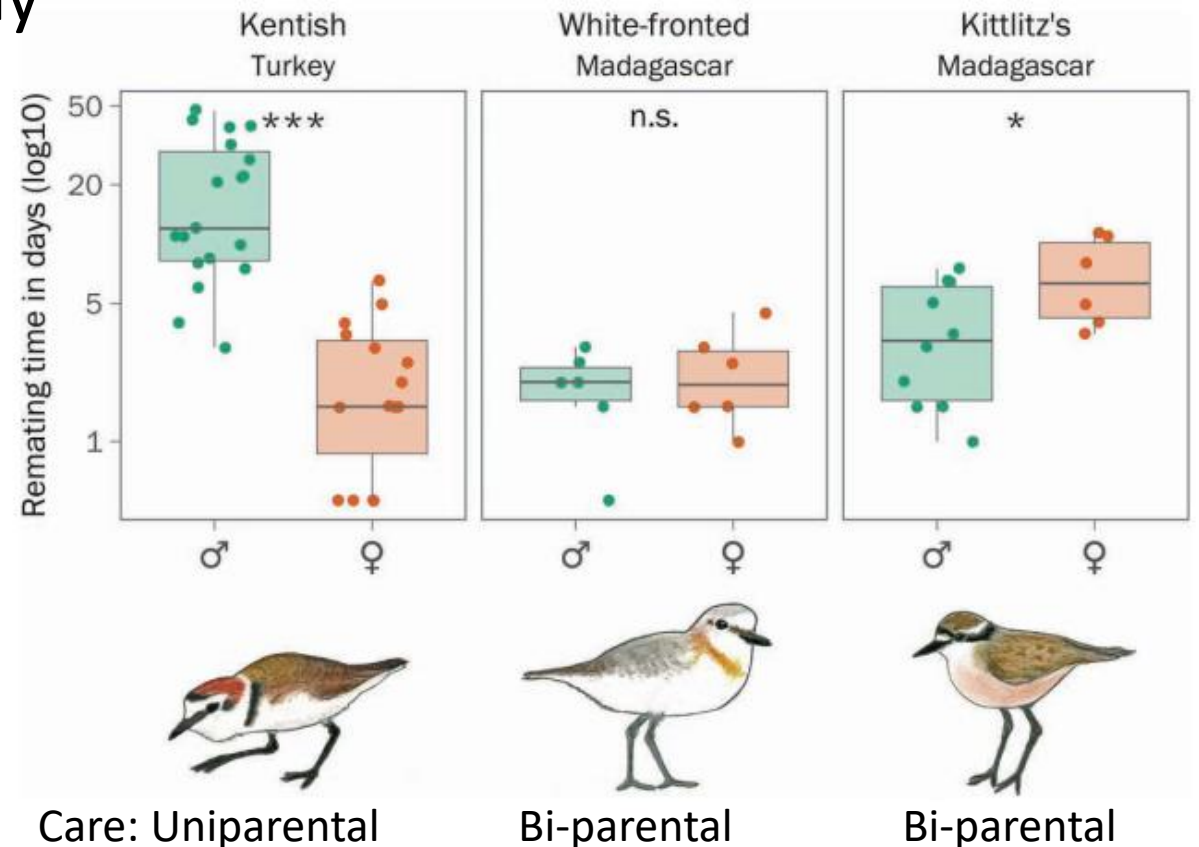 y
Kentish
Turkey
White-fronted
Madagascar
Kittlitz's
Madagascar
Remating time in days (log10)
50
20
5
1
***
n.s.
*
♂
♀
♂
♀
♂
♀
Care: Uniparental
Bi-parental
Bi-parental